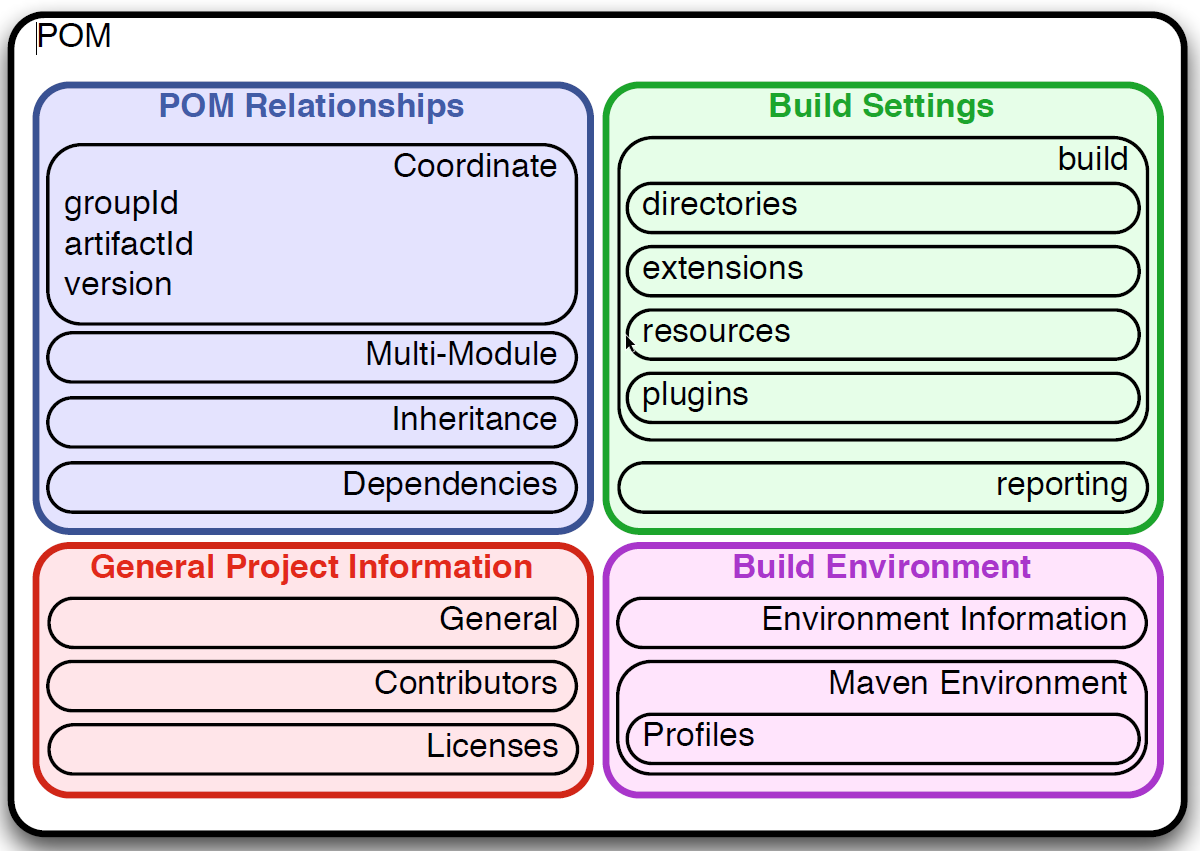 POM
POM Relationships
Coordinate
groupId
artifactId
version
Multi-Module
Inheritance
Dependencies
Build Settings
build
directories
extensions
resources
plugins
reporting
General Project Information
General
Contributors
Licenses
Build Environment
Environment Information
Maven Environment
Profiles